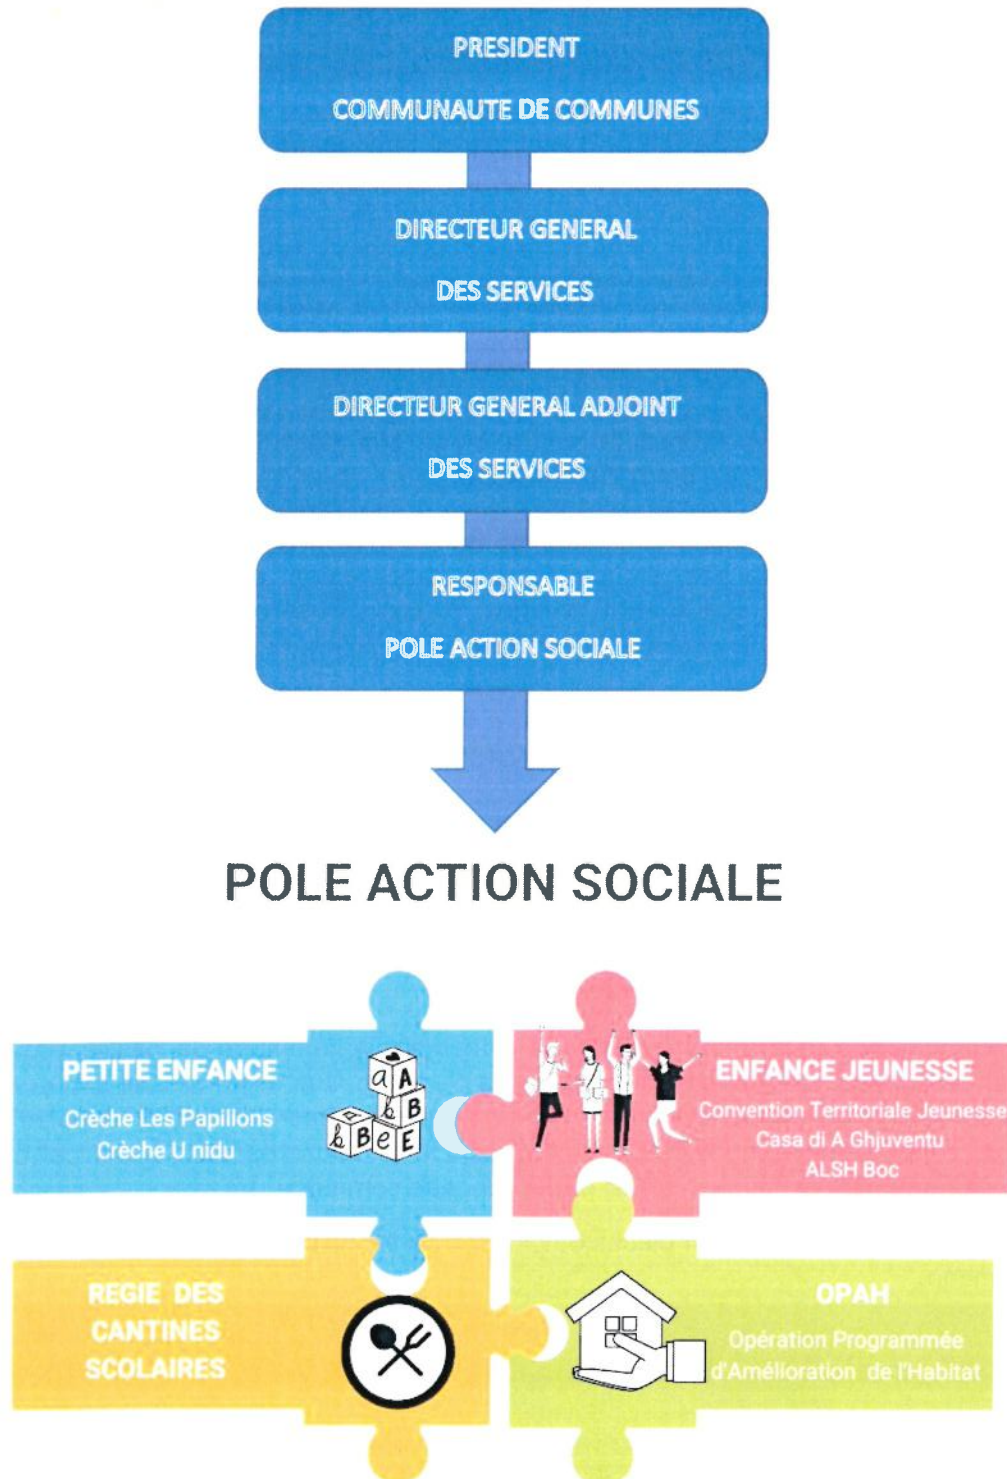 PRESIDENT
COMMUNAUTE DE COMMUNES
DIRECTEUR GENERAL
DES SERVICES
DIRECTEUR GENERAL ADJOINT
DES SERVICES
RESPONSABLE
POLE ACTION SOCIALE
POLE ACTION SOCIALE
PETITE ENFANCE
Crèche Les Papillons
Crèche U nidu
a A
b B
b B e E
ENFANCE JEUNESSE
Convention Territoriale Jeunesse
Casa di A Ghjuventu
ALSH Boc
REGIE DES
CANTINES
SCOLAIRES
OPAH
Opération Programmée
d'Amélioration de l'Habitat